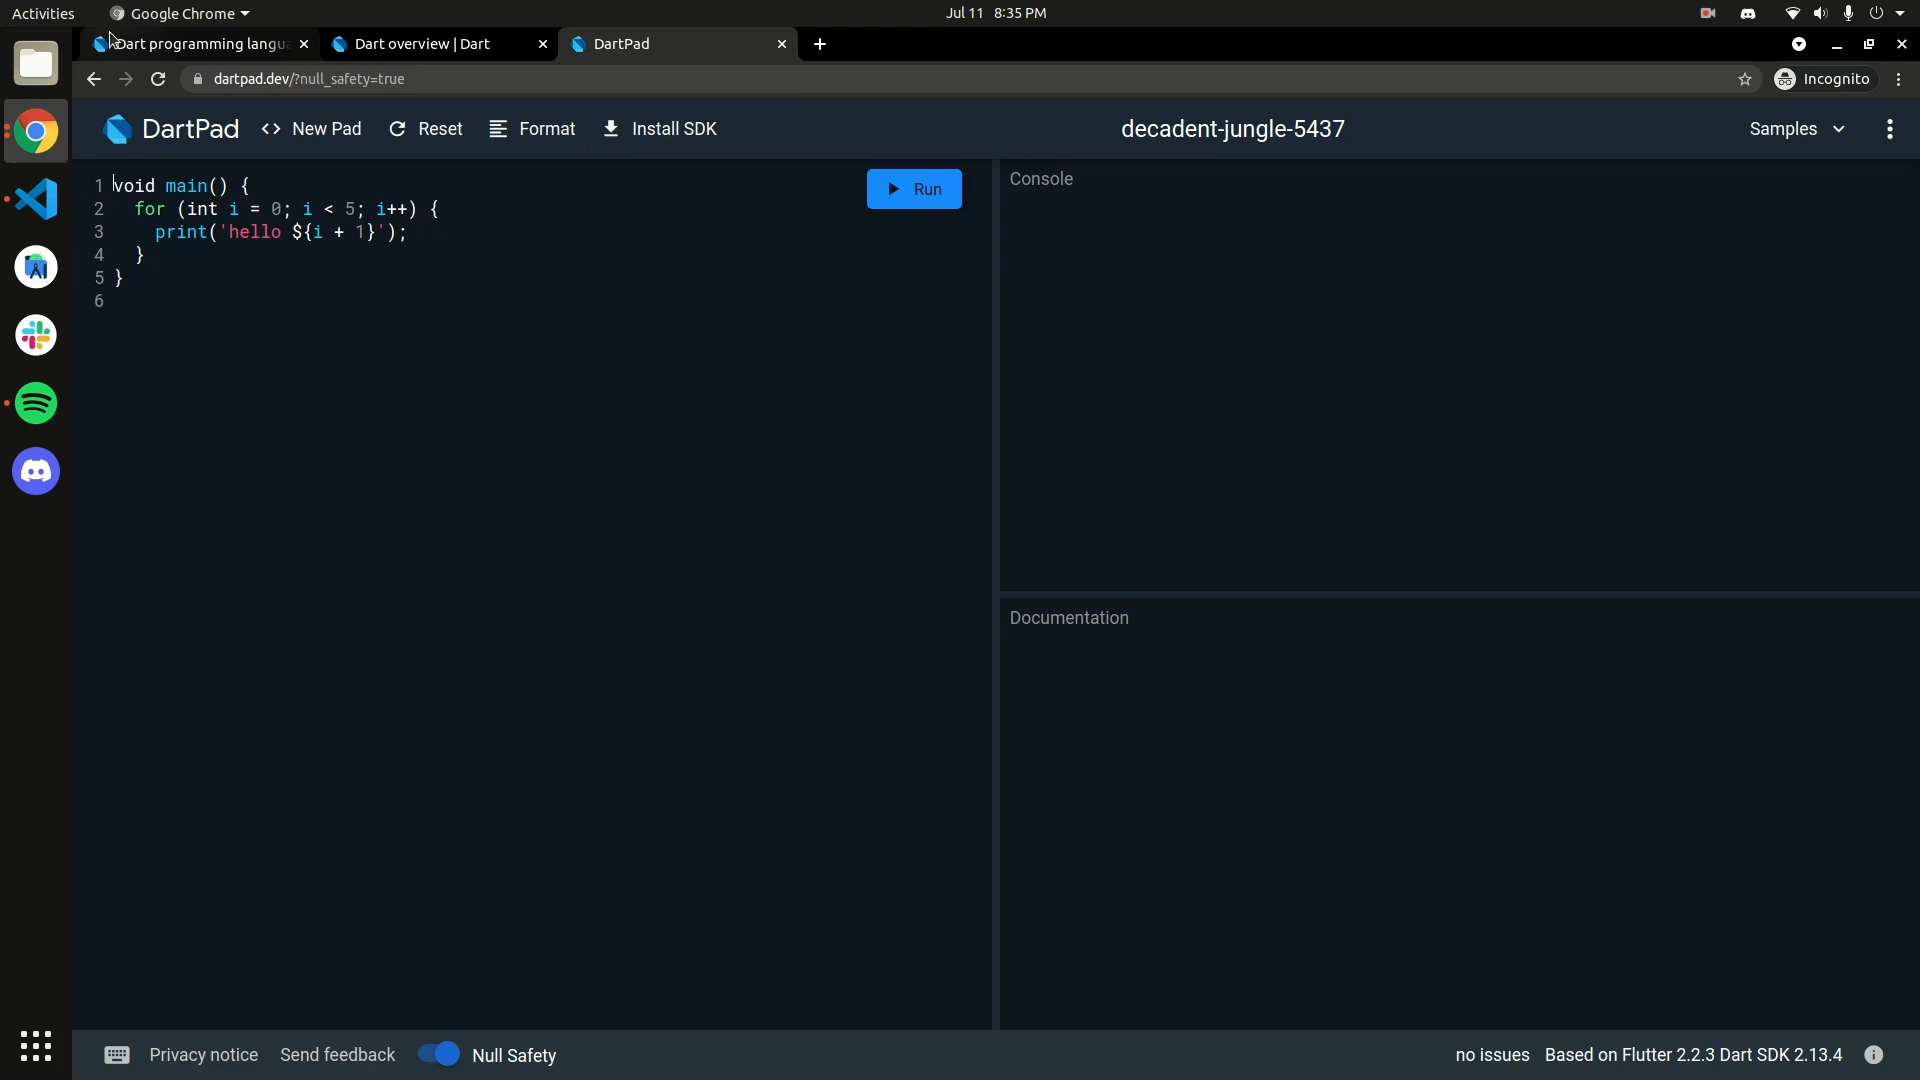 Activities
Google Chrome
Jul 11 8:35 PM
Dart programming langu
Dart overview | Dart
DartPad
dartpad.dev/?null_safety=true
Incognito
DartPad
<> New Pad
Reset
Format
Install SDK
decadent-jungle-5437
Samples
1 void main() {
2 for (int i = 0; i < 5; i++) {
3 print('hello ${i + 1}');
4 }
5 }
6
Run
Console
Documentation
Privacy notice
Send feedback
Null Safety
no issues
Based on Flutter 2.2.3 Dart SDK 2.13.4